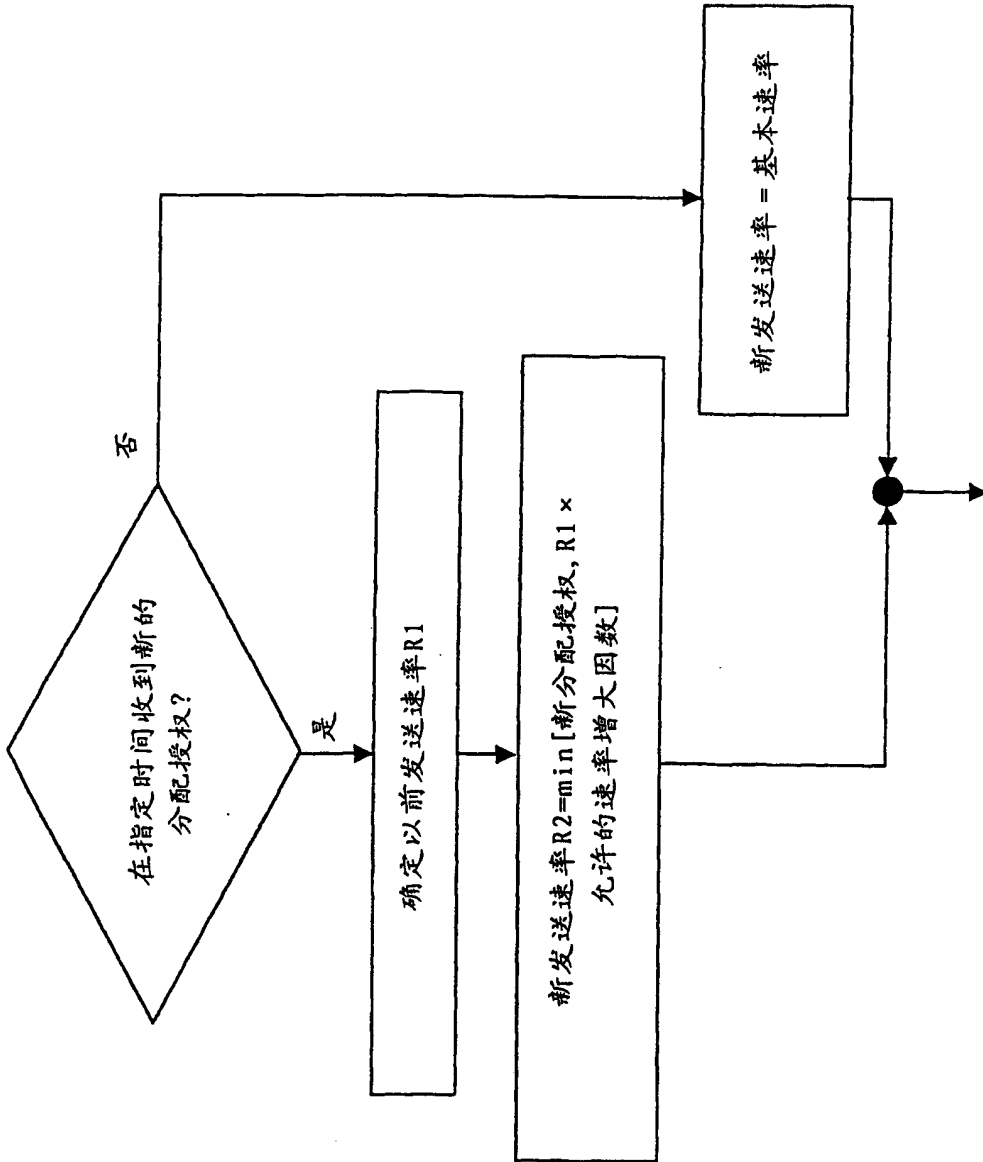 在指定时间收到新的
分配授权?
否
是
确定以前发送速率R1
新发送速率R2=min[新分配授权,R1×
允许的速率增大因数]
新发送速率=基本速率